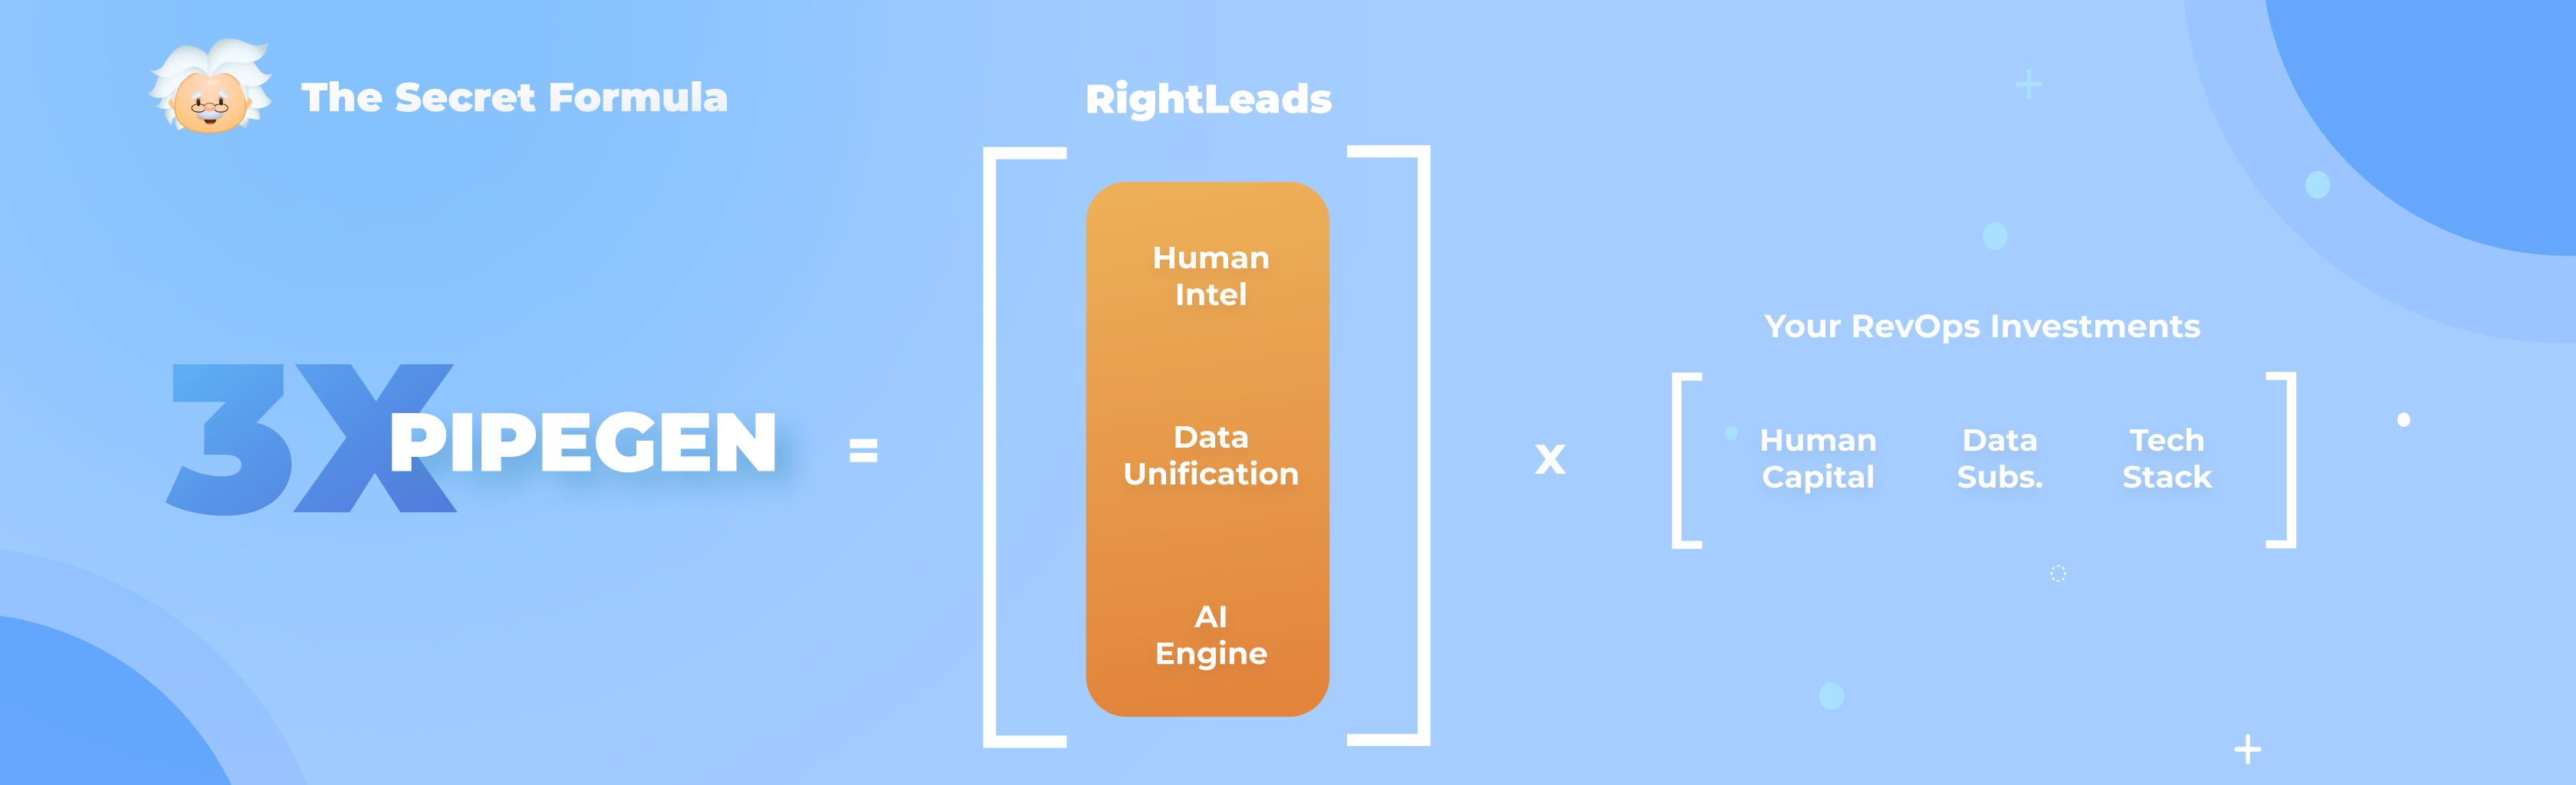 The Secret Formula
3X
PIPEGEN
=
RightLeads
Human
Intel
Data
Unification
AI
Engine
x
Your RevOps Investments
Human
Capital
Data
Subs.
Tech
Stack